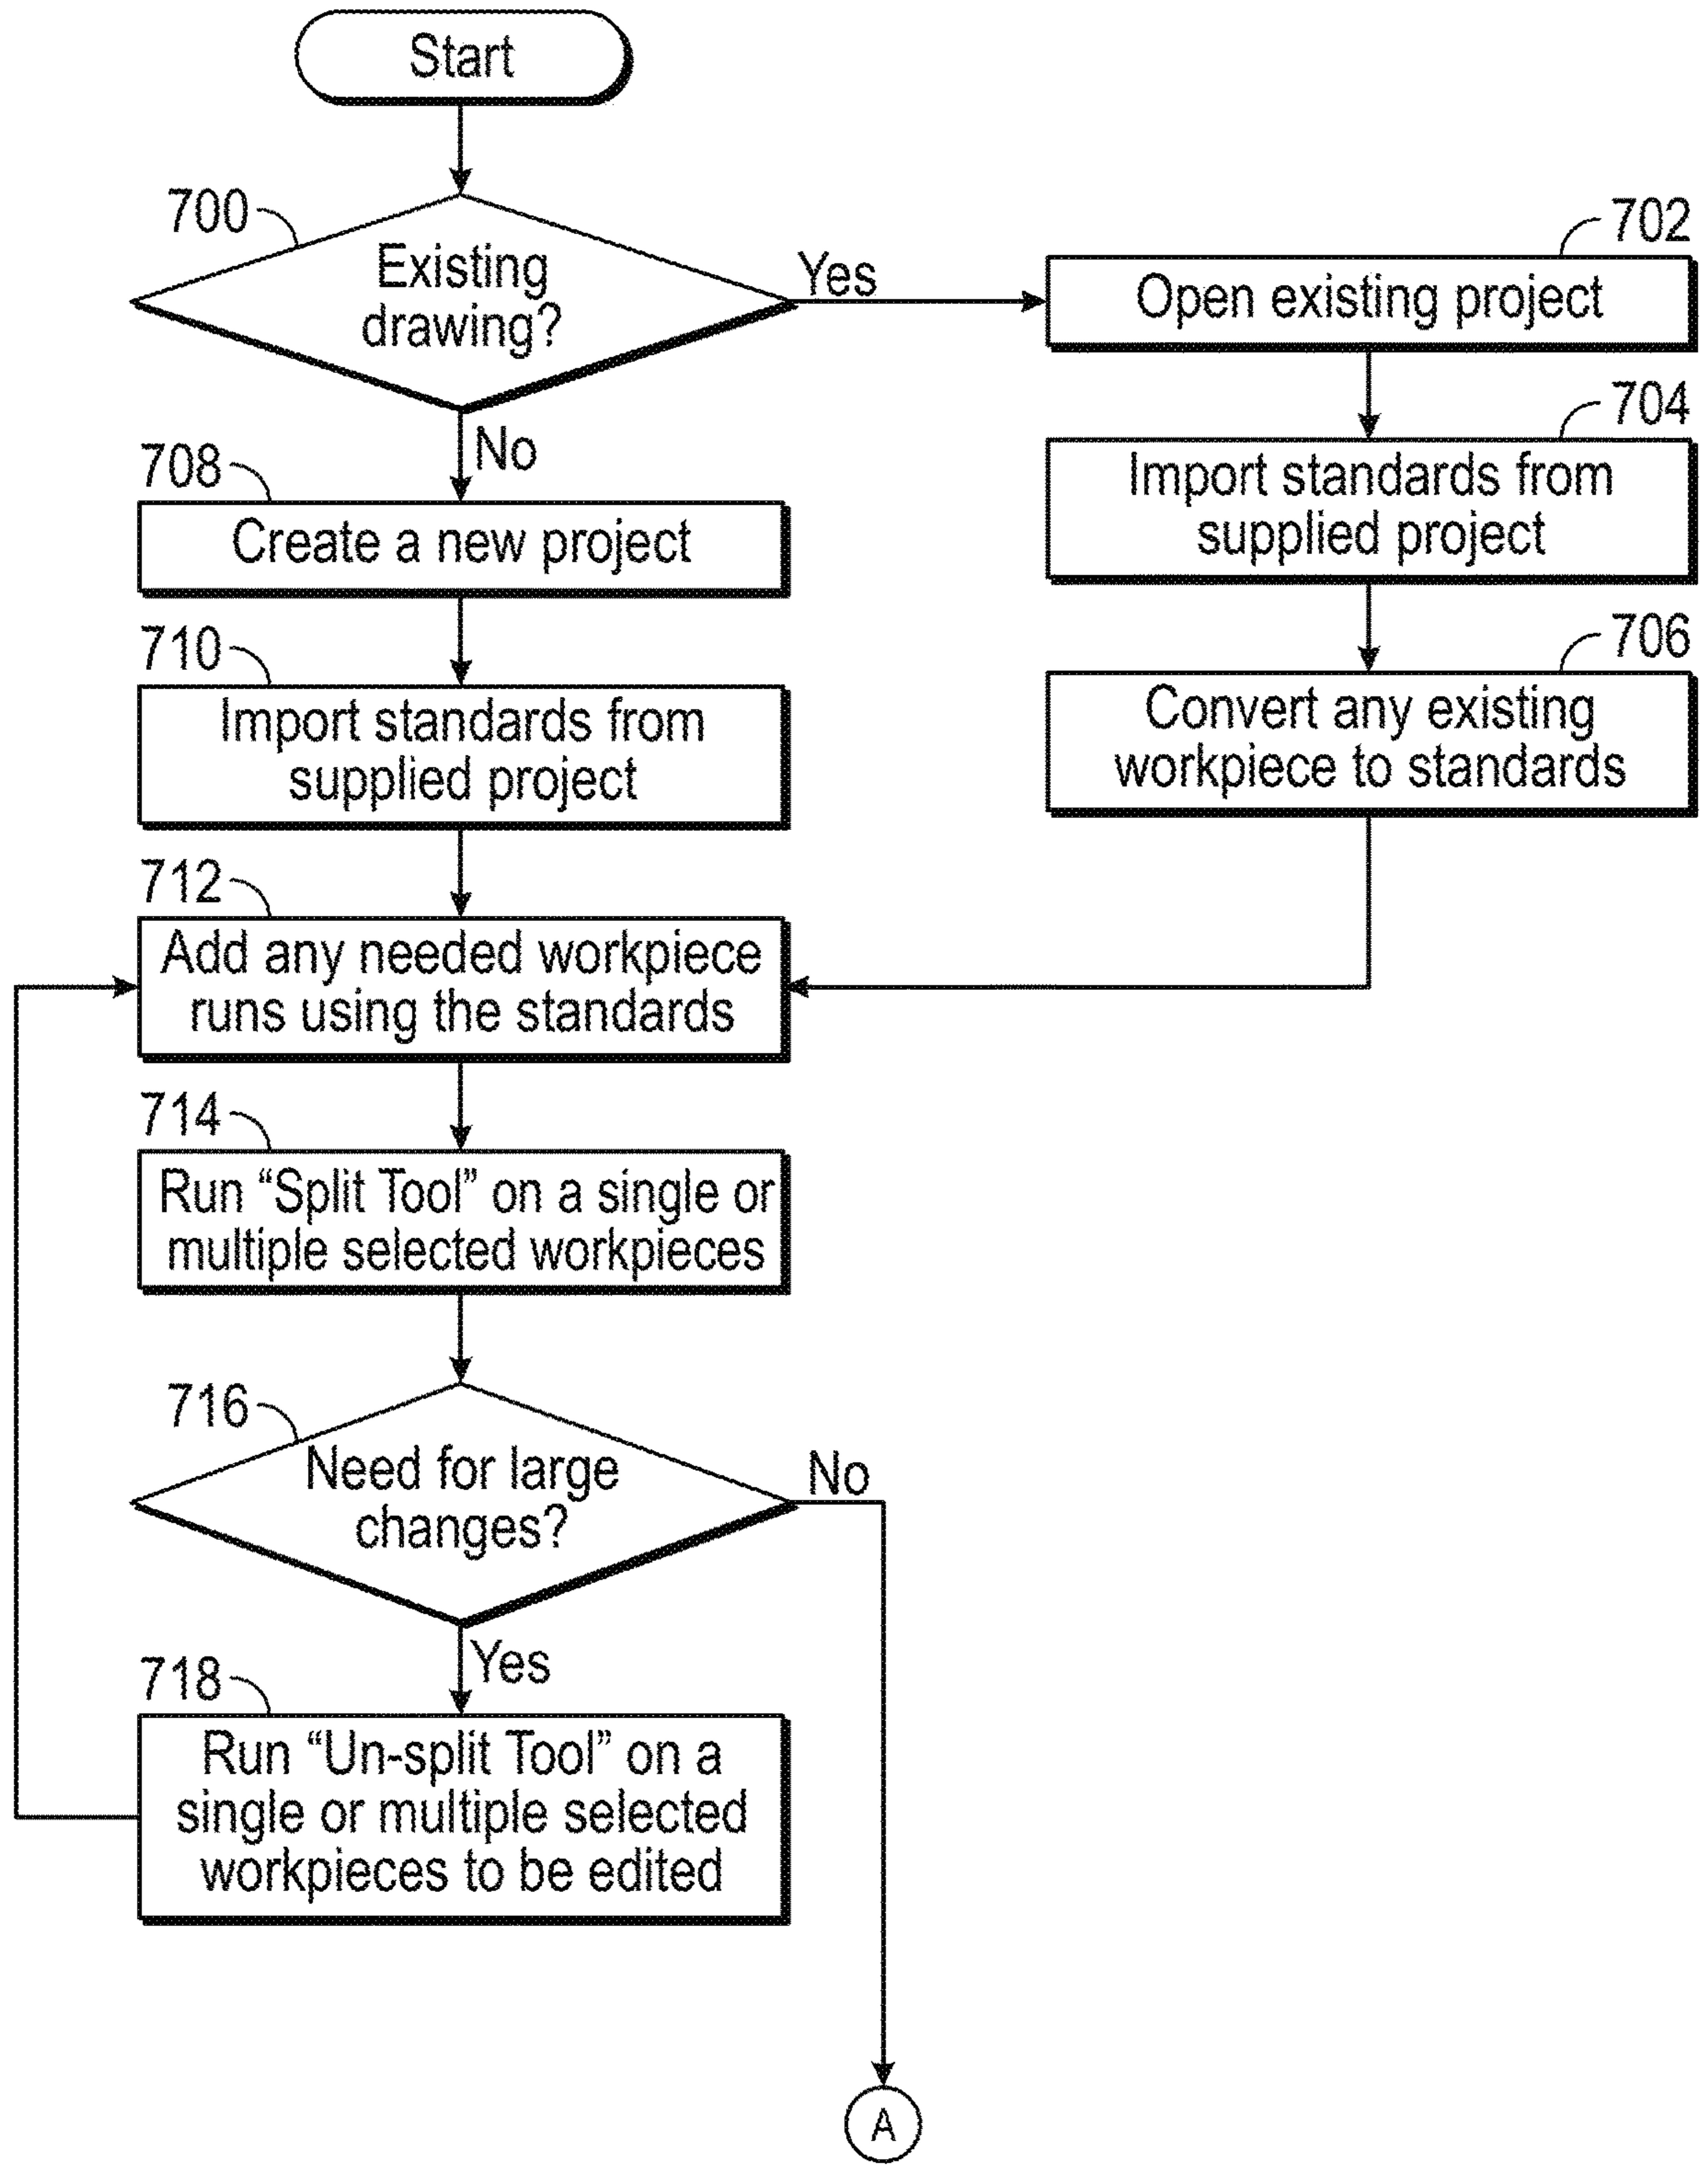 Start
700
Existing
drawing?
Yes
702
Open existing project
704
Import standards from
supplied project
706
Convert any existing
workpiece to standards
No
708
Create a new project
710
Import standards from
supplied project
712
Add any needed workpiece
runs using the standards
714
Run “Split Tool” on a single or
multiple selected workpieces
716
Need for large
changes?
No
Yes
718
Run “Un-split Tool” on a
single or multiple selected
workpieces to be edited
A